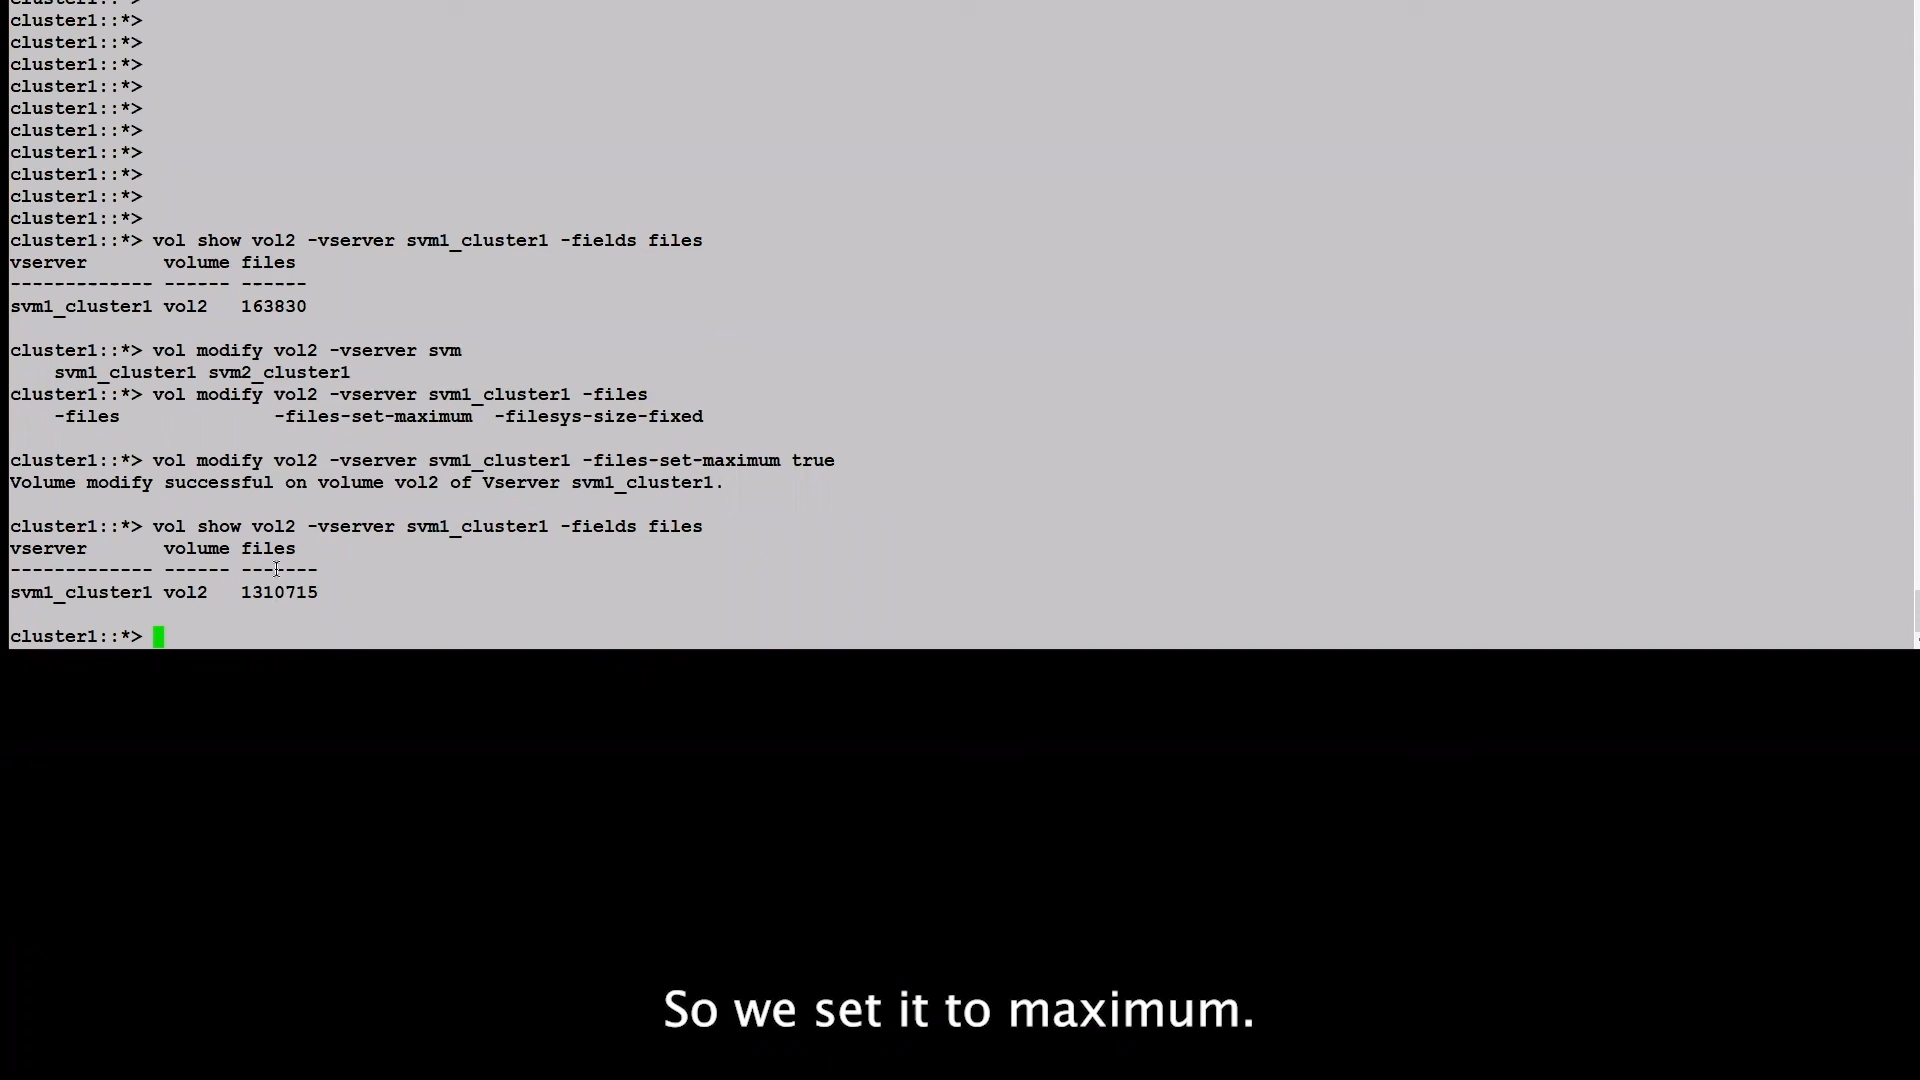 cluster1::*>
cluster1::*>
cluster1::*>
cluster1::*>
cluster1::*>
cluster1::*>
cluster1::*>
cluster1::*>
cluster1::*>
cluster1::*>
cluster1::*>
cluster1::*> vol show vol2 -vserver svm1_cluster1 -fields files
vserver       volume files
------------- ------ ------
svm1_cluster1 vol2   163830
cluster1::*> vol modify vol2 -vserver svm
    svm1_cluster1 svm2_cluster1
cluster1::*> vol modify vol2 -vserver svm1_cluster1 -files
    -files              -files-set-maximum  -filesys-size-fixed
cluster1::*> vol modify vol2 -vserver svm1_cluster1 -files-set-maximum true
Volume modify successful on volume vol2 of Vserver svm1_cluster1.
cluster1::*> vol show vol2 -vserver svm1_cluster1 -fields files
vserver       volume files
------------- ------ -------
svm1_cluster1 vol2   1310715
cluster1::*>
So we set it to maximum.